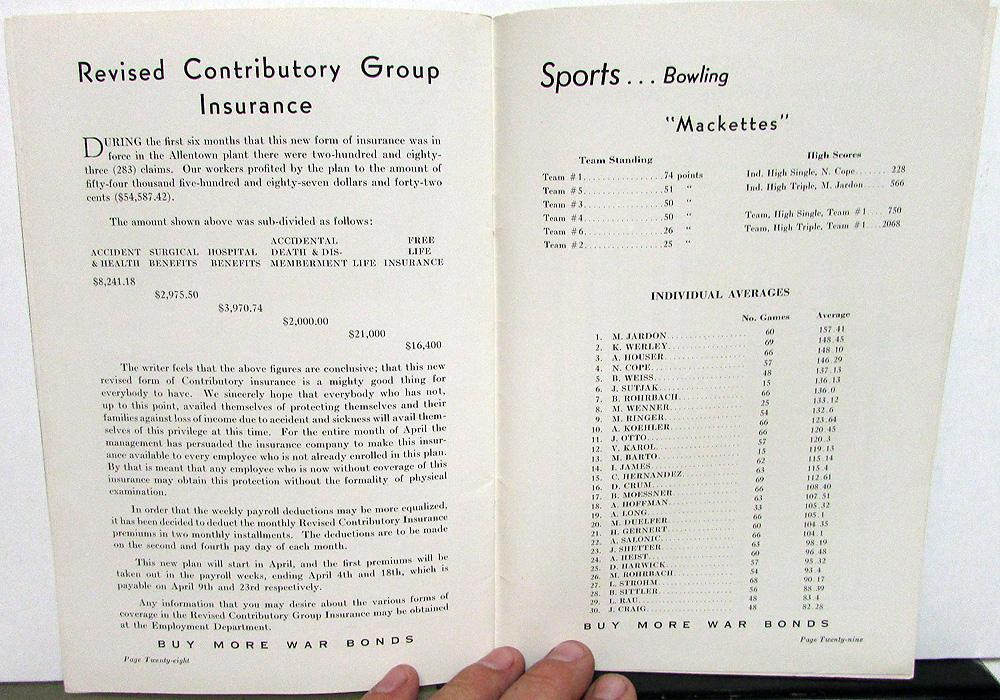 Revised Contributory Group
Insurance
DURING the first six months that this new form of insurance was in
force in the Allentown plant there were two-hundred and eighty-
three (283) claims. Our workers profited by the plan to the amount of
fifty-four thousand five-hundred and eighty-seven dollars and forty-two
cents ($54,587.42).
The amount shown above was sub-divided as follows:
ACCIDENTAL FREE
ACCIDENT SURGICAL HOSPITAL DEATH & DIS- LIFE
& HEALTH BENEFITS BENEFITS MEMBERMENT LIFE INSURANCE
$8,241.18
$2,975.50
$3,970.74
$2,000.00
$21,000
$16,400
The writer feels that the above figures are conclusive; that this new
revised form of Contributory insurance is a mighty good thing for
everybody to have. We sincerely hope that everybody who has not,
up to this point, availed themselves of protecting themselves and their
families against loss of income due to accident and sickness will avail them-
selves of this privilege at this time. For the entire month of April the
management has persuaded the insurance company to make this insur-
ance available to every employee who is not already enrolled in this plan.
By that is meant that any employee who is now without coverage of this
insurance may obtain this protection without the formality of physical
examination.
In order that the weekly payroll deductions may be more equalized,
it has been decided to deduct the monthly Revised Contributory Insurance
premiums in two monthly installments. The deductions are to be made
on the second and fourth pay day of each month.
This new plan will start in April, and the first premiums will be
taken out in the payroll weeks, ending April 4th and 18th, which is
payable on April 9th and 23rd respectively.
Any information that you may desire about the various forms of
coverage in the Revised Contributory Group Insurance may be obtained
at the Employment Department.
BUY MORE WAR BONDS
Page Twenty-eight
Sports . . . Bowling
"Mackettes"
Team Standing
Team #1 74 points
Team #5 51 "
Team #3 50 "
Team #4 50 "
Team #6 26 "
Team #2 25 "
High Scores
Ind. High Single, N. Cope 228
Ind. High Triple, M. Jardon 566
Team, High Single, Team #1 750
Team, High Triple, Team #1 2068
INDIVIDUAL AVERAGES
No. Games Average
1. M. JARDON 60 157.41
2. K. WERLEY 69 148.45
3. A. HOUSER 66 148.10
4. N. COPE 57 146.29
5. B. WEISS 48 137.13
6. J. SUTJAK 15 136.13
7. B. ROHRBACH 66 136.0
8. M. WENNER 25 133.12
9. M. RINGER 54 132.6
10. A. KOEHLER 66 123.64
11. J. OTTO 66 120.45
12. V. KAROL 57 120.3
13. M. BARTO 15 119.13
14. I. JAMES 62 115.14
15. C. HERNANDEZ 63 115.4
16. D. CRUM 69 112.61
17. B. MOESSNER 66 108.40
18. A. HOFFMAN 63 107.51
19. A. LONG 33 105.32
20. M. DUELFER 66 105.1
21. H. GERNERT 60 104.35
22. A. SALONIC 66 104.1
23. J. SHETTER 63 98.19
24. A. HEIST 60 96.48
25. D. HARWICK 57 95.32
26. M. ROHRBACH 54 93.4
27. L. STROHM 68 90.17
28. B. SITTLER 56 88.39
29. L. RAU 48 83.4
30. J. CRAIG 48 82.28
BUY MORE WAR BONDS
Page Twenty-nine